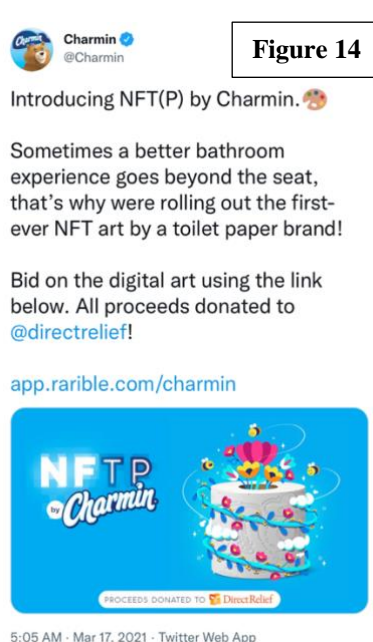 Charmin
Charmin
@Charmin
Figure 14
Introducing NFT(P) by Charmin.🎨
Sometimes a better bathroom
experience goes beyond the seat,
that’s why were rolling out the first-
ever NFT art by a toilet paper brand!
Bid on the digital art using the link
below. All proceeds donated to
@directrelief!
app.rarible.com/charmin
NFTP
by Charmin
PROCEEDS DONATED TO Direct Relief
5:05 AM · Mar 17, 2021 · Twitter Web App